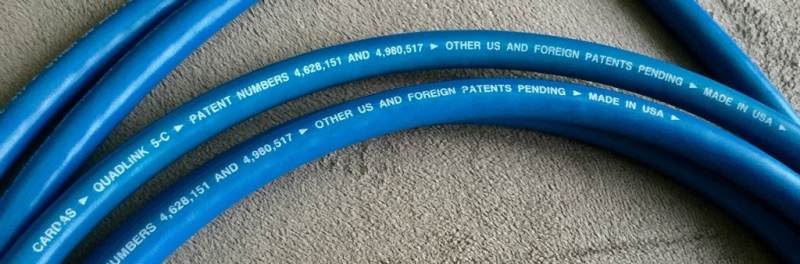 CARDAS ► QUADLINK 5-C ► PATENT NUMBERS 4,628,151 AND 4,980,517 ► OTHER US AND FOREIGN PATENTS PENDING ► MADE IN USA ►
UMBERS 4,628,151 AND 4,980,517 ► OTHER US AND FOREIGN PATENTS PENDING ► MADE IN USA ►